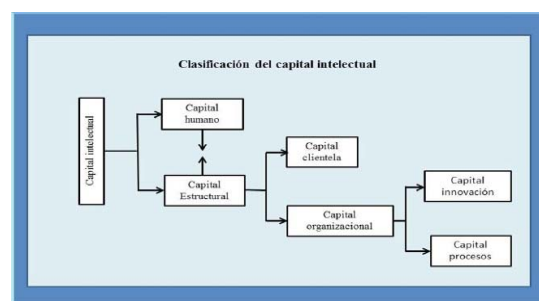 Clasificación del capital intelectual
Capital intelectual
Capital
humano
Capital
Estructural
Capital
clientela
Capital
organizacional
Capital
innovación
Capital
procesos